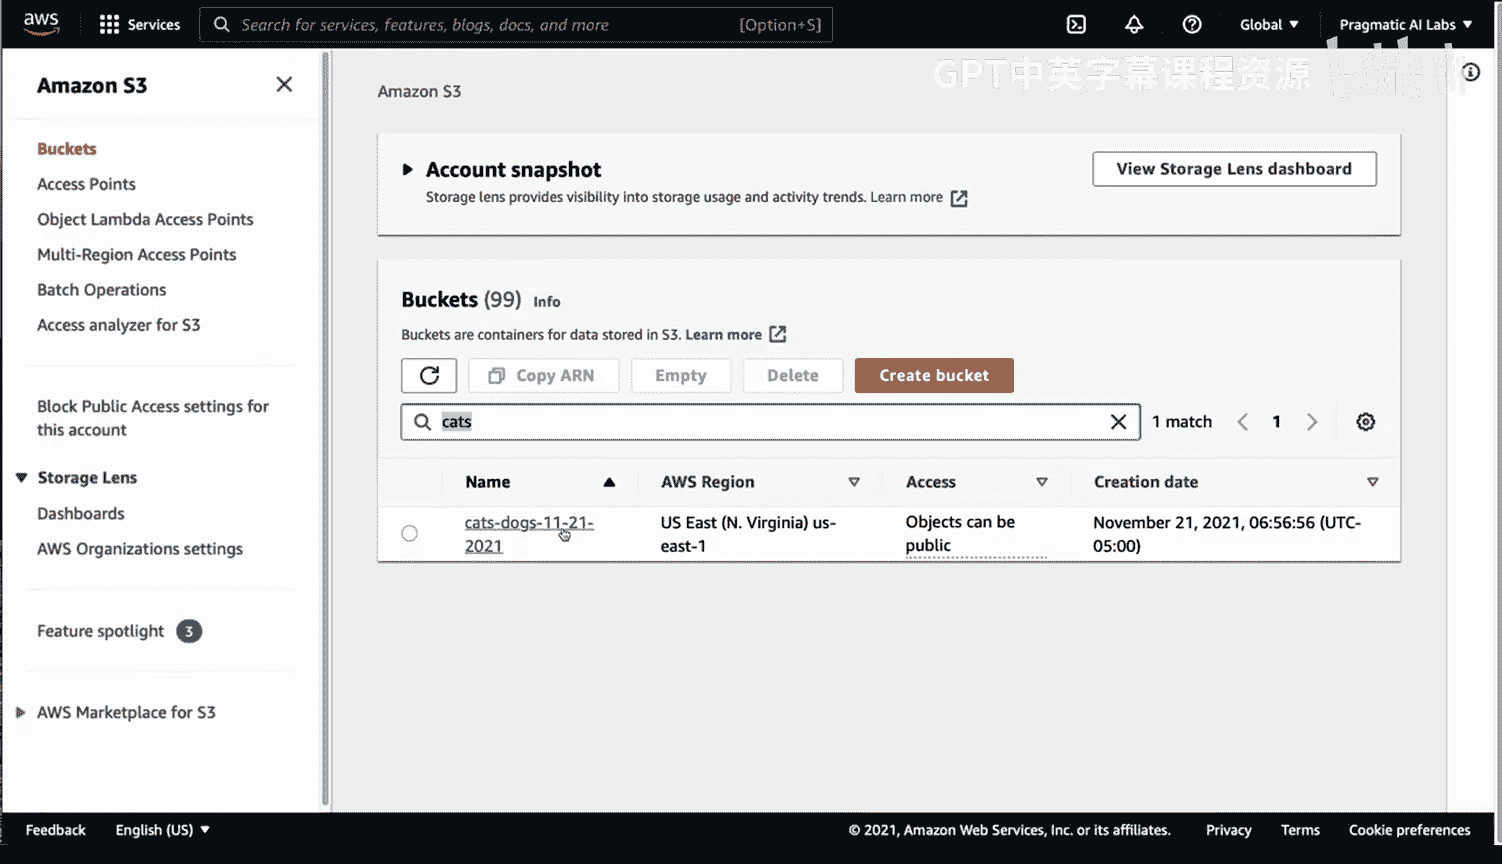 aws
Services
Search for services, features, blogs, docs, and more
[Option+S]
Global
Pragmatic AI Labs
GPT中英字幕课程资源
Amazon S3
Buckets
Access Points
Object Lambda Access Points
Multi-Region Access Points
Batch Operations
Access analyzer for S3
Block Public Access settings for
this account
Storage Lens
Dashboards
AWS Organizations settings
Feature spotlight 3
AWS Marketplace for S3
Amazon S3
Account snapshot
Storage lens provides visibility into storage usage and activity trends. Learn more
View Storage Lens dashboard
Buckets (99) Info
Buckets are containers for data stored in S3. Learn more
Copy ARN
Empty
Delete
Create bucket
cats
1 match
1
Name
AWS Region
Access
Creation date
cats-dogs-11-21-
2021
US East (N. Virginia) us-
east-1
Objects can be
public
November 21, 2021, 06:56:56 (UTC-
05:00)
Feedback
English (US)
© 2021, Amazon Web Services, Inc. or its affiliates.
Privacy
Terms
Cookie preferences